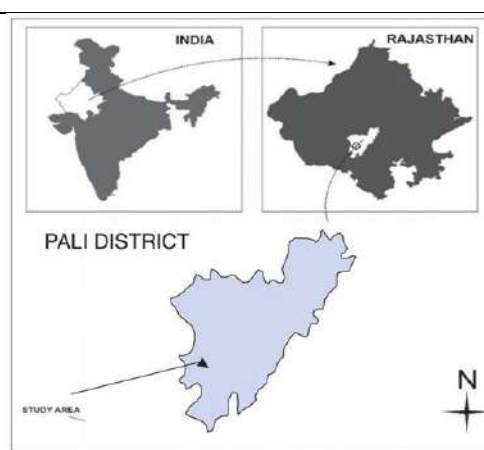 INDIA
RAJASTHAN
PALI DISTRICT
STUDY AREA
N